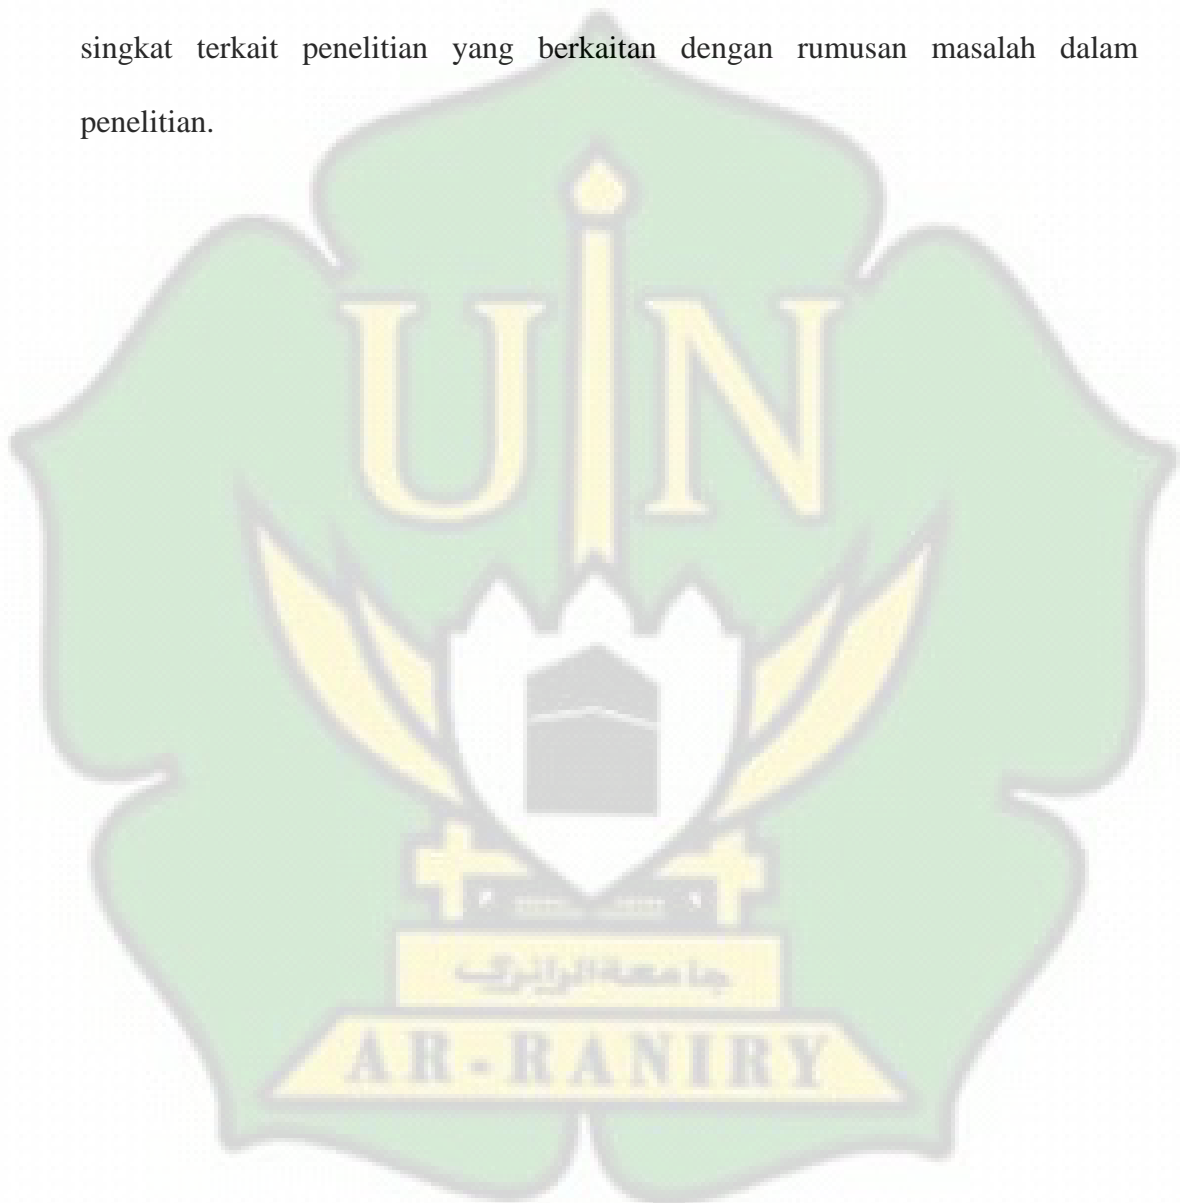 singkat terkait penelitian yang berkaitan dengan rumusan masalah dalam
penelitian.
UIN
جامعة الرانري
AR-RANIRY